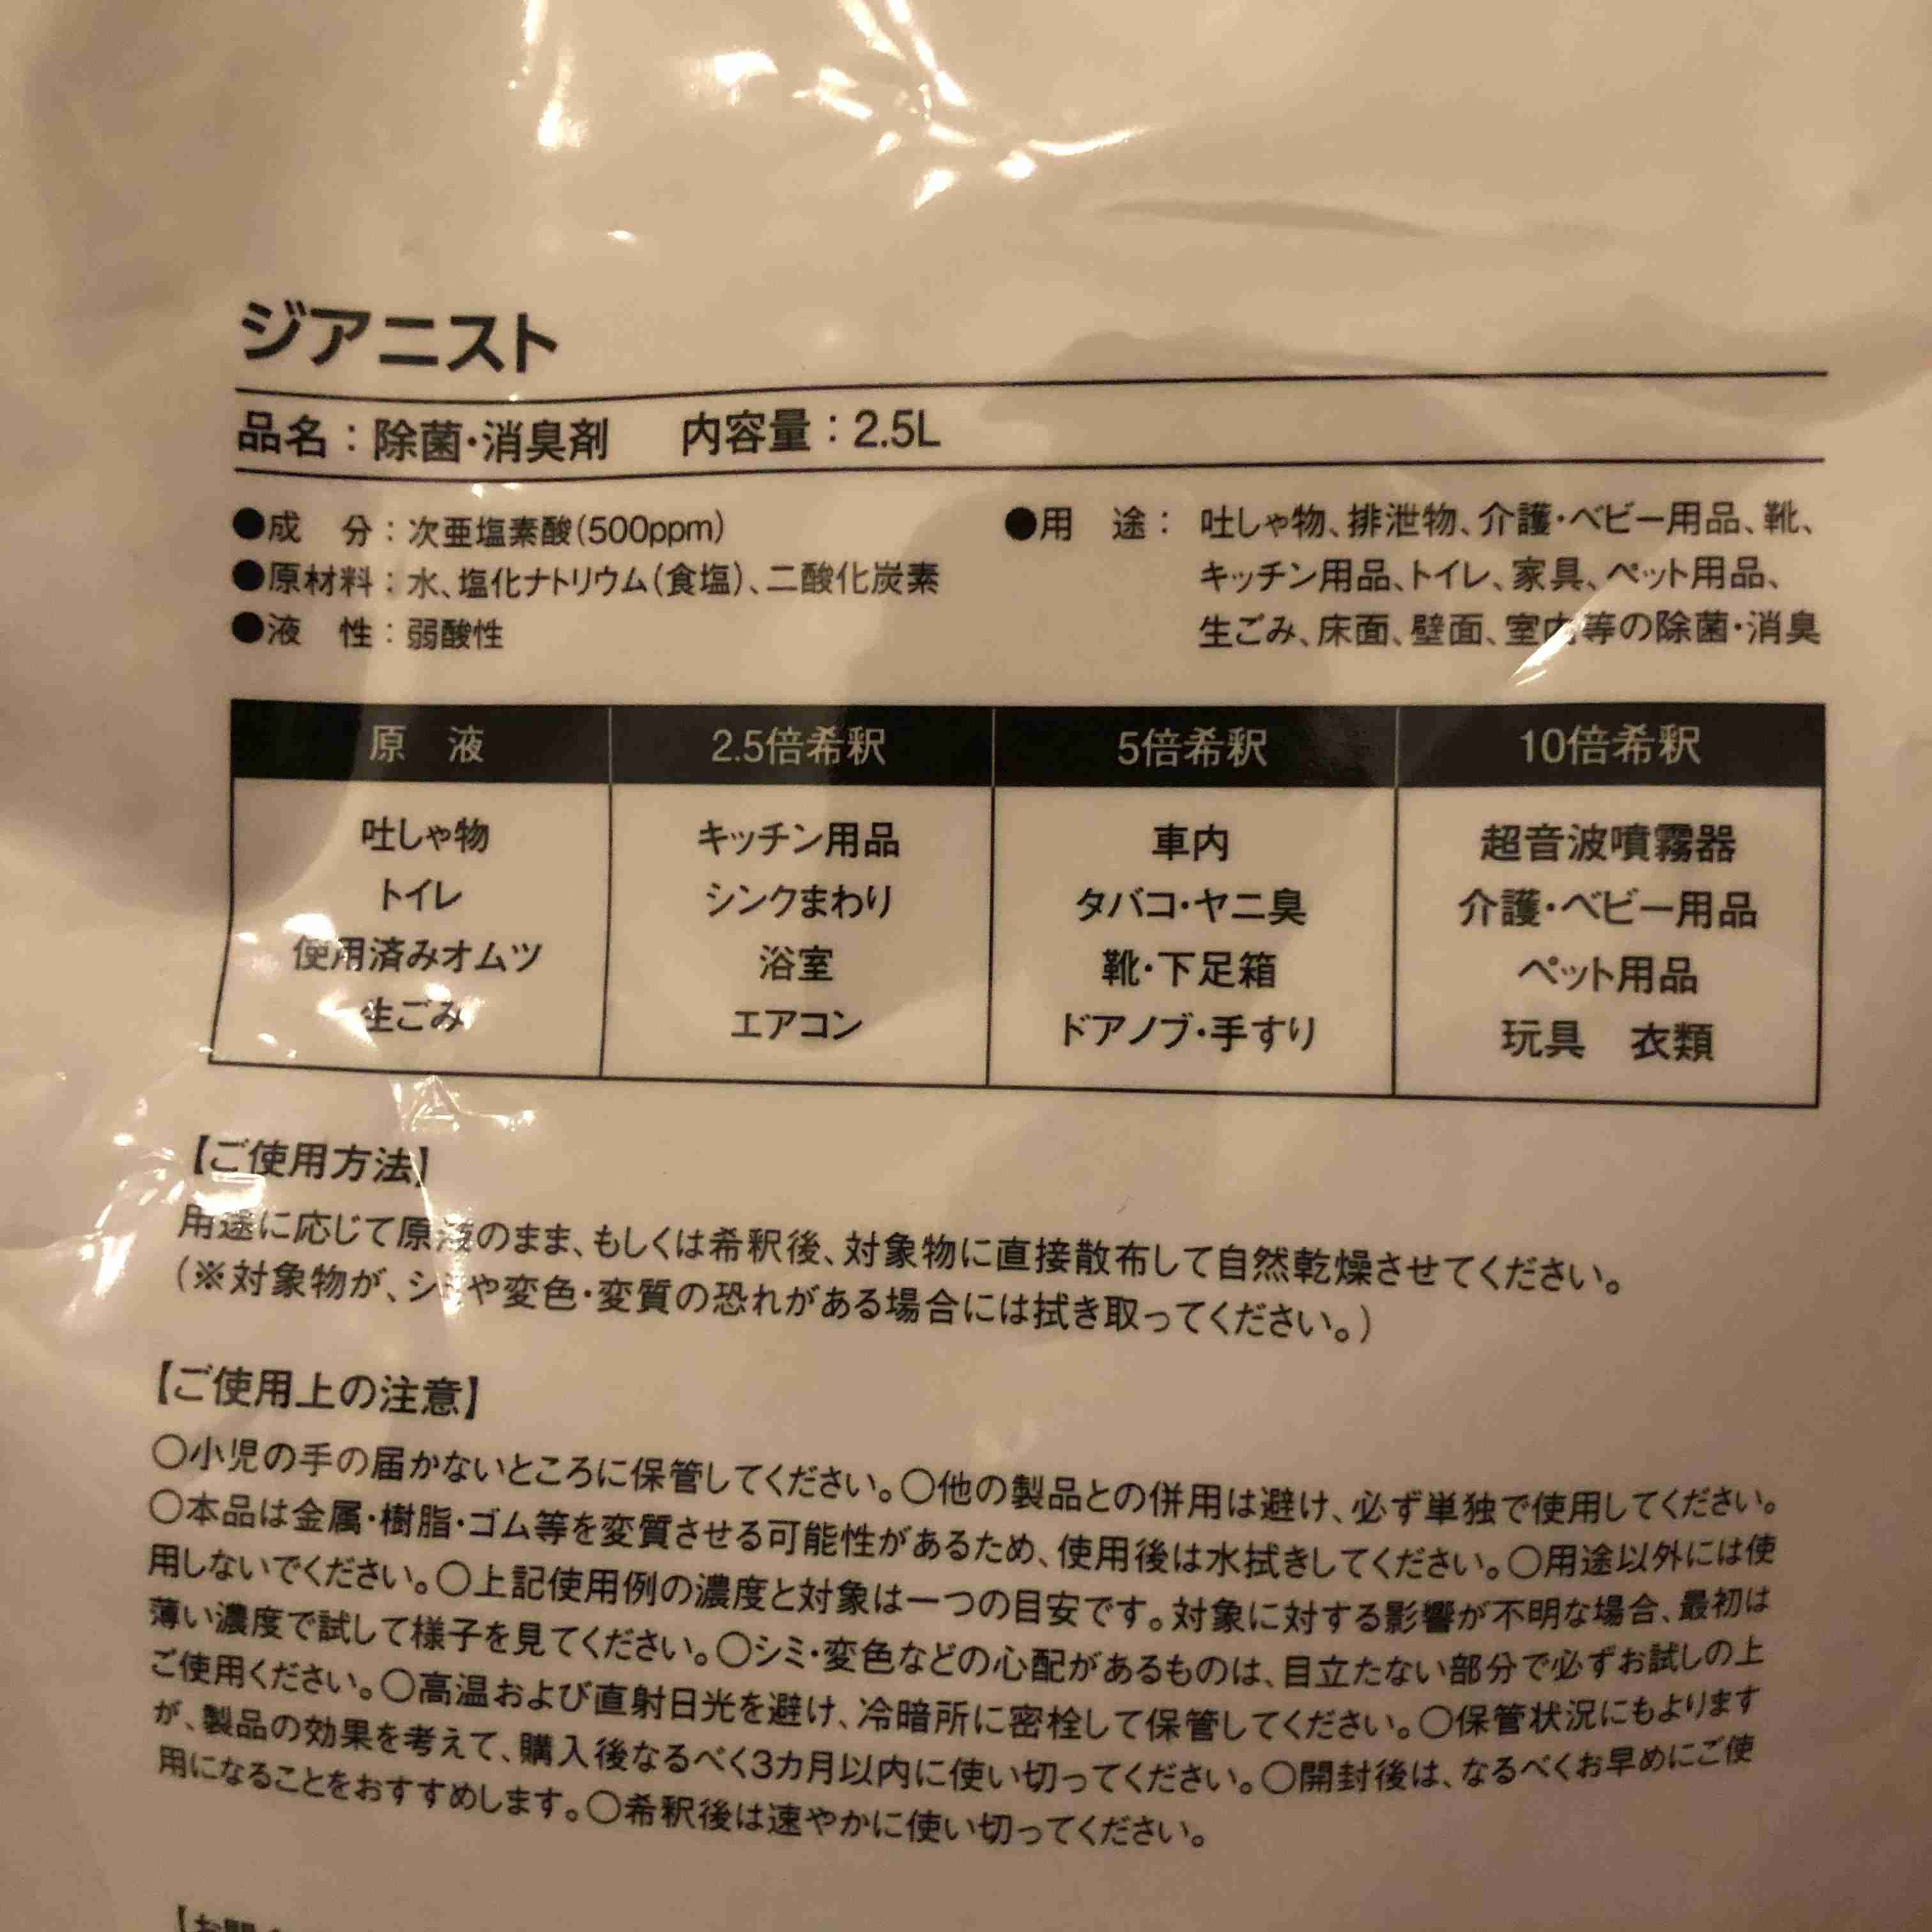 ジアニスト
品名：除菌・消臭剤　内容量：2.5L
●成　分：次亜塩素酸(500ppm)
●原材料：水、塩化ナトリウム(食塩)、二酸化炭素
●液　性：弱酸性
●用　途：吐しゃ物、排泄物、介護・ベビー用品、靴、
キッチン用品、トイレ、家具、ペット用品、
生ごみ、床面、壁面、室内等の除菌・消臭
原　液　2.5倍希釈　5倍希釈　10倍希釈
吐しゃ物　キッチン用品　車内　超音波噴霧器
トイレ　シンクまわり　タバコ・ヤニ臭　介護・ベビー用品
使用済みオムツ　浴室　靴・下足箱　ペット用品
生ごみ　エアコン　ドアノブ・手すり　玩具　衣類
【ご使用方法】
用途に応じて原液のまま、もしくは希釈後、対象物に直接散布して自然乾燥させてください。
(※対象物が、シミや変色・変質の恐れがある場合には拭き取ってください。)
【ご使用上の注意】
○小児の手の届かないところに保管してください。○他の製品との併用は避け、必ず単独で使用してください。
○本品は金属・樹脂・ゴム等を変質させる可能性があるため、使用後は水拭きしてください。○用途以外には使
用しないでください。○上記使用例の濃度と対象は一つの目安です。対象に対する影響が不明な場合、最初は
薄い濃度で試して様子を見てください。○シミ・変色などの心配があるものは、目立たない部分で必ずお試しの上
ご使用ください。○高温および直射日光を避け、冷暗所に密栓して保管してください。○保管状況にもよります
が、製品の効果を考えて、購入後なるべく3カ月以内に使い切ってください。○開封後は、なるべくお早めにご使
用になることをおすすめします。○希釈後は速やかに使い切ってください。